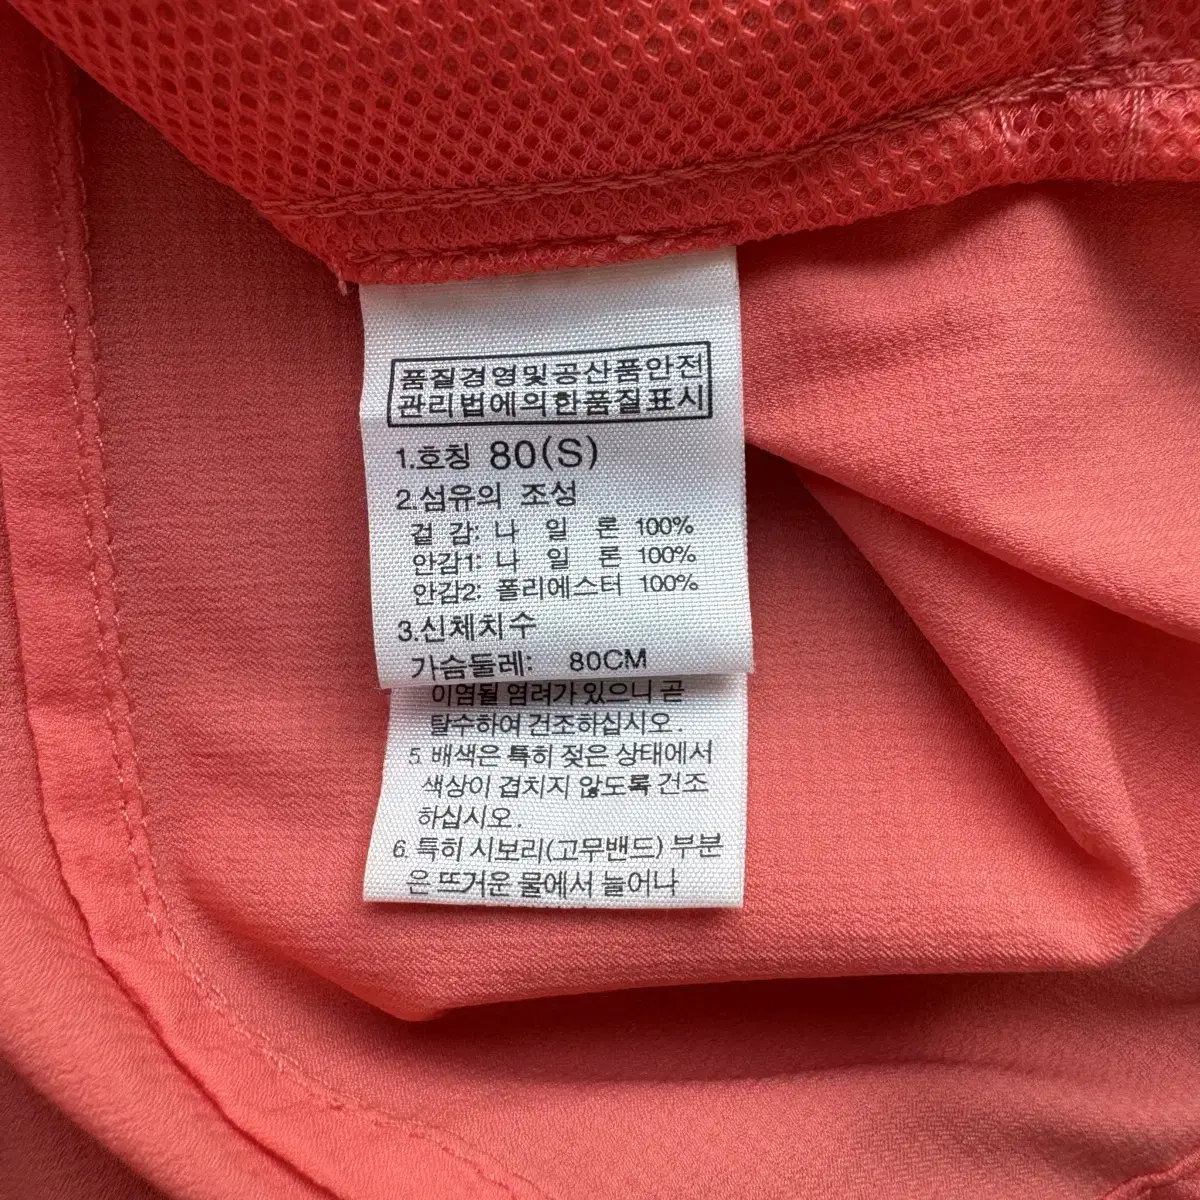 품질경영및공산품안전
관리법에의한품질표시
1.호칭 80(S)
2.섬유의 조성
겉 감: 나 일 론 100%
안감1: 나 일 론 100%
안감2: 폴리에스터 100%
3.신체치수
가슴둘레: 80CM
이염될 염려가 있으니 곧
탈수하여 건조하십시오.
5. 배색은 특히 젖은 상태에서
색상이 겹치지 않도록 건조
하십시오.
6. 특히 시보리(고무밴드) 부분
은 뜨거운 물에서 늘어나